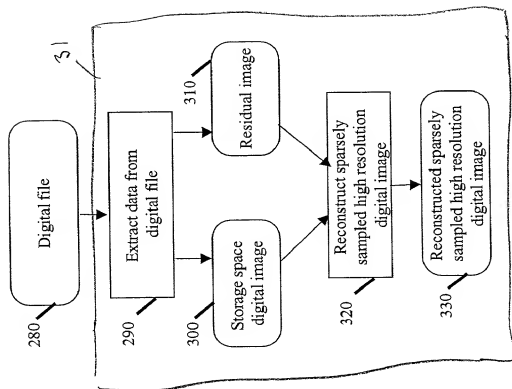 31
Digital file
280
Extract data from
digital file
290
Storage space
digital image
300
Residual image
310
Reconstruct sparsely
sampled high resolution
digital image
320
Reconstructed sparsely
sampled high resolution
digital image
330